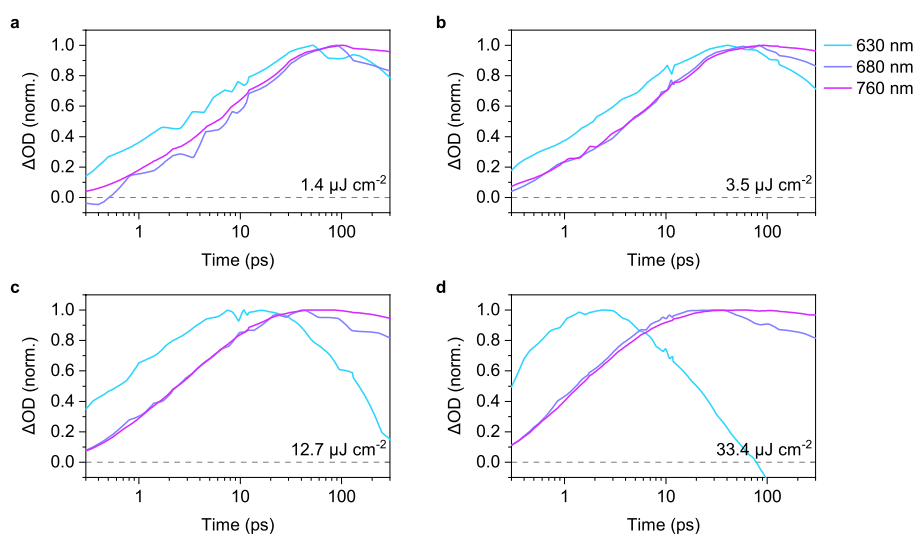 a
b
1.0
0.8
0.6
0.4
0.2
0.0
ΔOD (norm.)
1.4 µJ cm-2
1
10
100
Time (ps)
1.0
0.8
0.6
0.4
0.2
0.0
ΔOD (norm.)
3.5 µJ cm-2
1
10
100
Time (ps)
630 nm
680 nm
760 nm
c
d
1.0
0.8
0.6
0.4
0.2
0.0
ΔOD (norm.)
12.7 µJ cm-2
1
10
100
Time (ps)
1.0
0.8
0.6
0.4
0.2
0.0
ΔOD (norm.)
33.4 µJ cm-2
1
10
100
Time (ps)